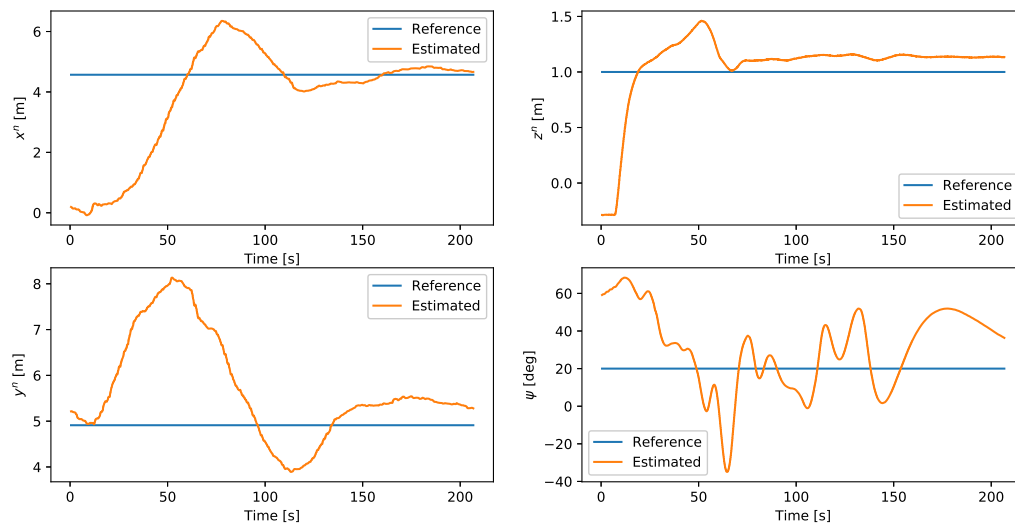 6
4
2
0
x^n [m]
0
50
100
150
200
Time [s]
Reference
Estimated
1.5
1.0
0.5
0.0
z^n [m]
0
50
100
150
200
Time [s]
Reference
Estimated
8
7
6
5
4
y^n [m]
0
50
100
150
200
Time [s]
Reference
Estimated
60
40
20
0
−20
−40
ψ [deg]
0
50
100
150
200
Time [s]
Reference
Estimated